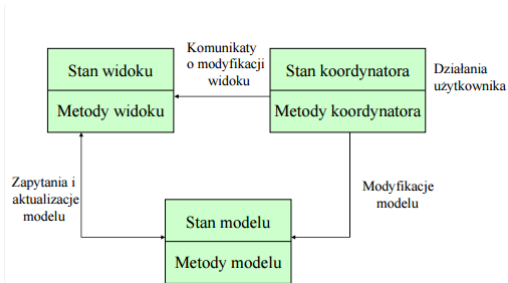 Komunikaty
o modyfikacji
widoku
Stan widoku
Metody widoku
Stan koordynatora
Metody koordynatora
Działania
użytkownika
Zapytania i
aktualizacje
modelu
Modyfikacje
modelu
Stan modelu
Metody modelu